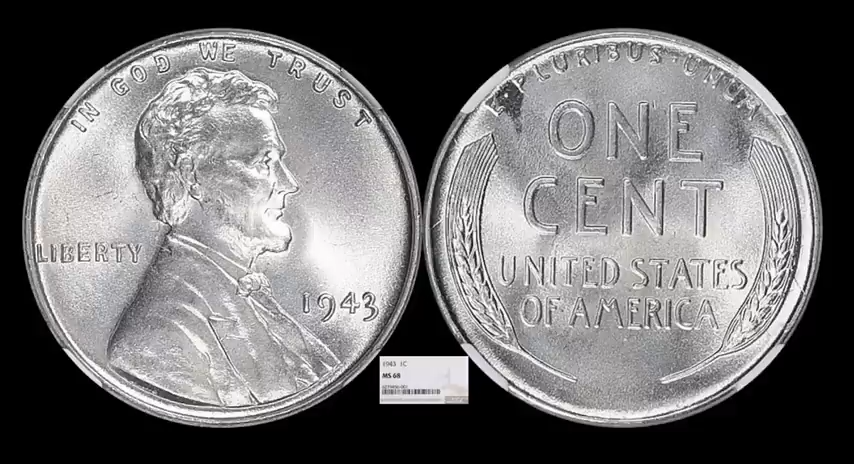 IN GOD WE TRUST
LIBERTY
1943
E PLURIBUS UNUM
ONE
CENT
UNITED STATES
OF AMERICA
1943 1C
MS 68